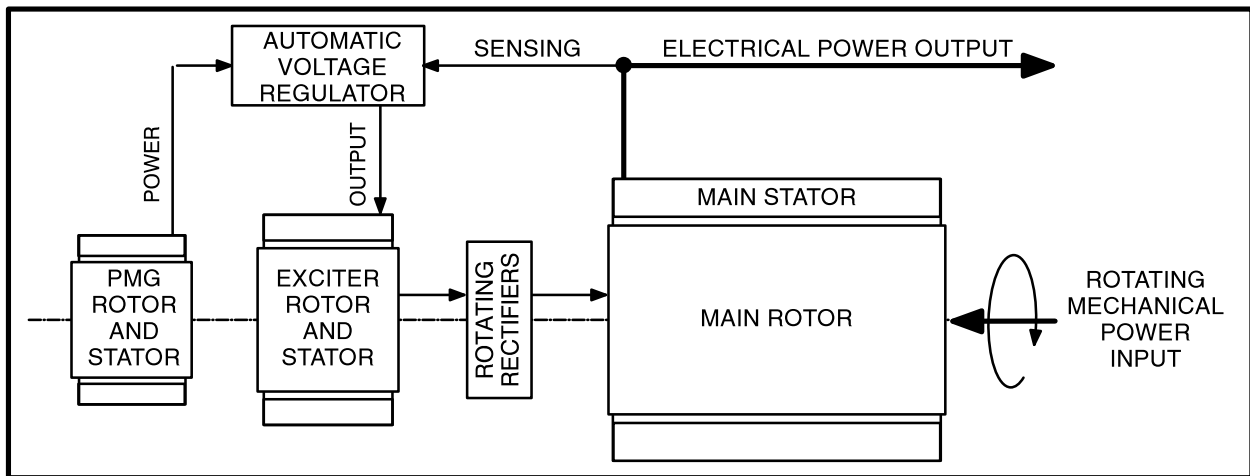 AUTOMATIC
VOLTAGE
REGULATOR
SENSING
ELECTRICAL POWER OUTPUT
POWER
OUTPUT
MAIN STATOR
PMG
ROTOR
AND
STATOR
EXCITER
ROTOR
AND
STATOR
ROTATING
RECTIFIERS
MAIN ROTOR
ROTATING
MECHANICAL
POWER
INPUT